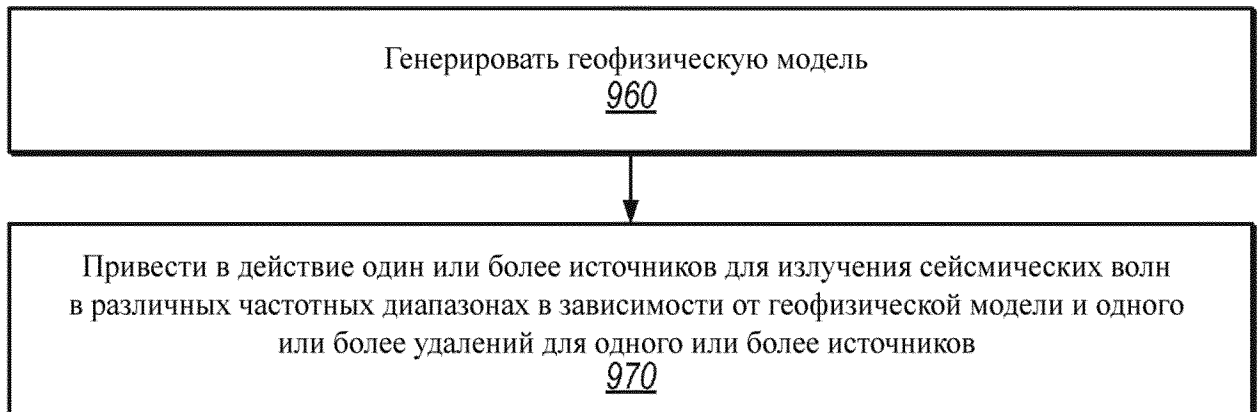 Генерировать геофизическую модель
960
Привести в действие один или более источников для излучения сейсмических волн
в различных частотных диапазонах в зависимости от геофизической модели и одного
или более удалений для одного или более источников
970